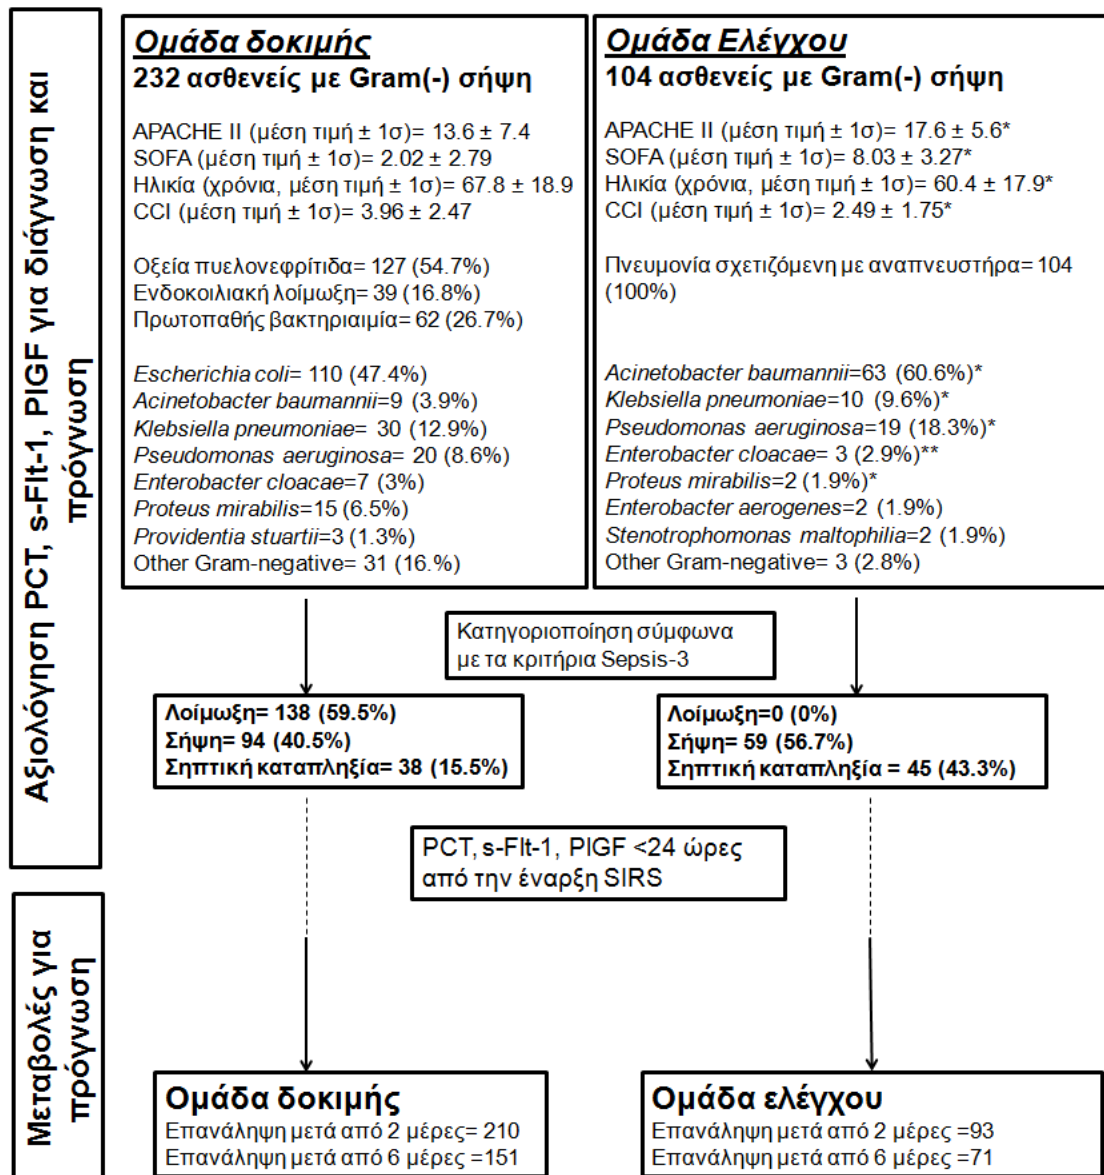 Αξιολόγηση PCT, s-Flt-1, PlGF για διάγνωση και
πρόγνωση
Ομάδα δοκιμής
232 ασθενείς με Gram(-) σήψη
APACHE II (μέση τιμή ± 1σ)= 13.6 ± 7.4
SOFA (μέση τιμή ± 1σ)= 2.02 ± 2.79
Ηλικία (χρόνια, μέση τιμή ± 1σ)= 67.8 ± 18.9
CCI (μέση τιμή ± 1σ)= 3.96 ± 2.47
Οξεία πυελονεφρίτιδα= 127 (54.7%)
Ενδοκοιλιακή λοίμωξη= 39 (16.8%)
Πρωτοπαθής βακτηριαιμία= 62 (26.7%)
Escherichia coli= 110 (47.4%)
Acinetobacter baumannii=9 (3.9%)
Klebsiella pneumoniae= 30 (12.9%)
Pseudomonas aeruginosa= 20 (8.6%)
Enterobacter cloacae=7 (3%)
Proteus mirabilis=15 (6.5%)
Providentia stuartii=3 (1.3%)
Other Gram-negative= 31 (16.%)
Ομάδα Ελέγχου
104 ασθενείς με Gram(-) σήψη
APACHE II (μέση τιμή ± 1σ)= 17.6 ± 5.6*
SOFA (μέση τιμή ± 1σ)= 8.03 ± 3.27*
Ηλικία (χρόνια, μέση τιμή ± 1σ)= 60.4 ± 17.9*
CCI (μέση τιμή ± 1σ)= 2.49 ± 1.75*
Πνευμονία σχετιζόμενη με αναπνευστήρα= 104
(100%)
Acinetobacter baumannii=63 (60.6%)*
Klebsiella pneumoniae=10 (9.6%)*
Pseudomonas aeruginosa=19 (18.3%)*
Enterobacter cloacae= 3 (2.9%)**
Proteus mirabilis=2 (1.9%)*
Enterobacter aerogenes=2 (1.9%)
Stenotrophomonas maltophilia=2 (1.9%)
Other Gram-negative= 3 (2.8%)
Κατηγοριοποίηση σύμφωνα
με τα κριτήρια Sepsis-3
Λοίμωξη= 138 (59.5%)
Σήψη= 94 (40.5%)
Σηπτική καταπληξία= 38 (15.5%)
Λοίμωξη=0 (0%)
Σήψη= 59 (56.7%)
Σηπτική καταπληξία = 45 (43.3%)
PCT, s-Flt-1, PlGF <24 ώρες
από την έναρξη SIRS
Μεταβολές για
πρόγνωση
Ομάδα δοκιμής
Επανάληψη μετά από 2 μέρες= 210
Επανάληψη μετά από 6 μέρες=151
Ομάδα ελέγχου
Επανάληψη μετά από 2 μέρες =93
Επανάληψη μετά από 6 μέρες =71